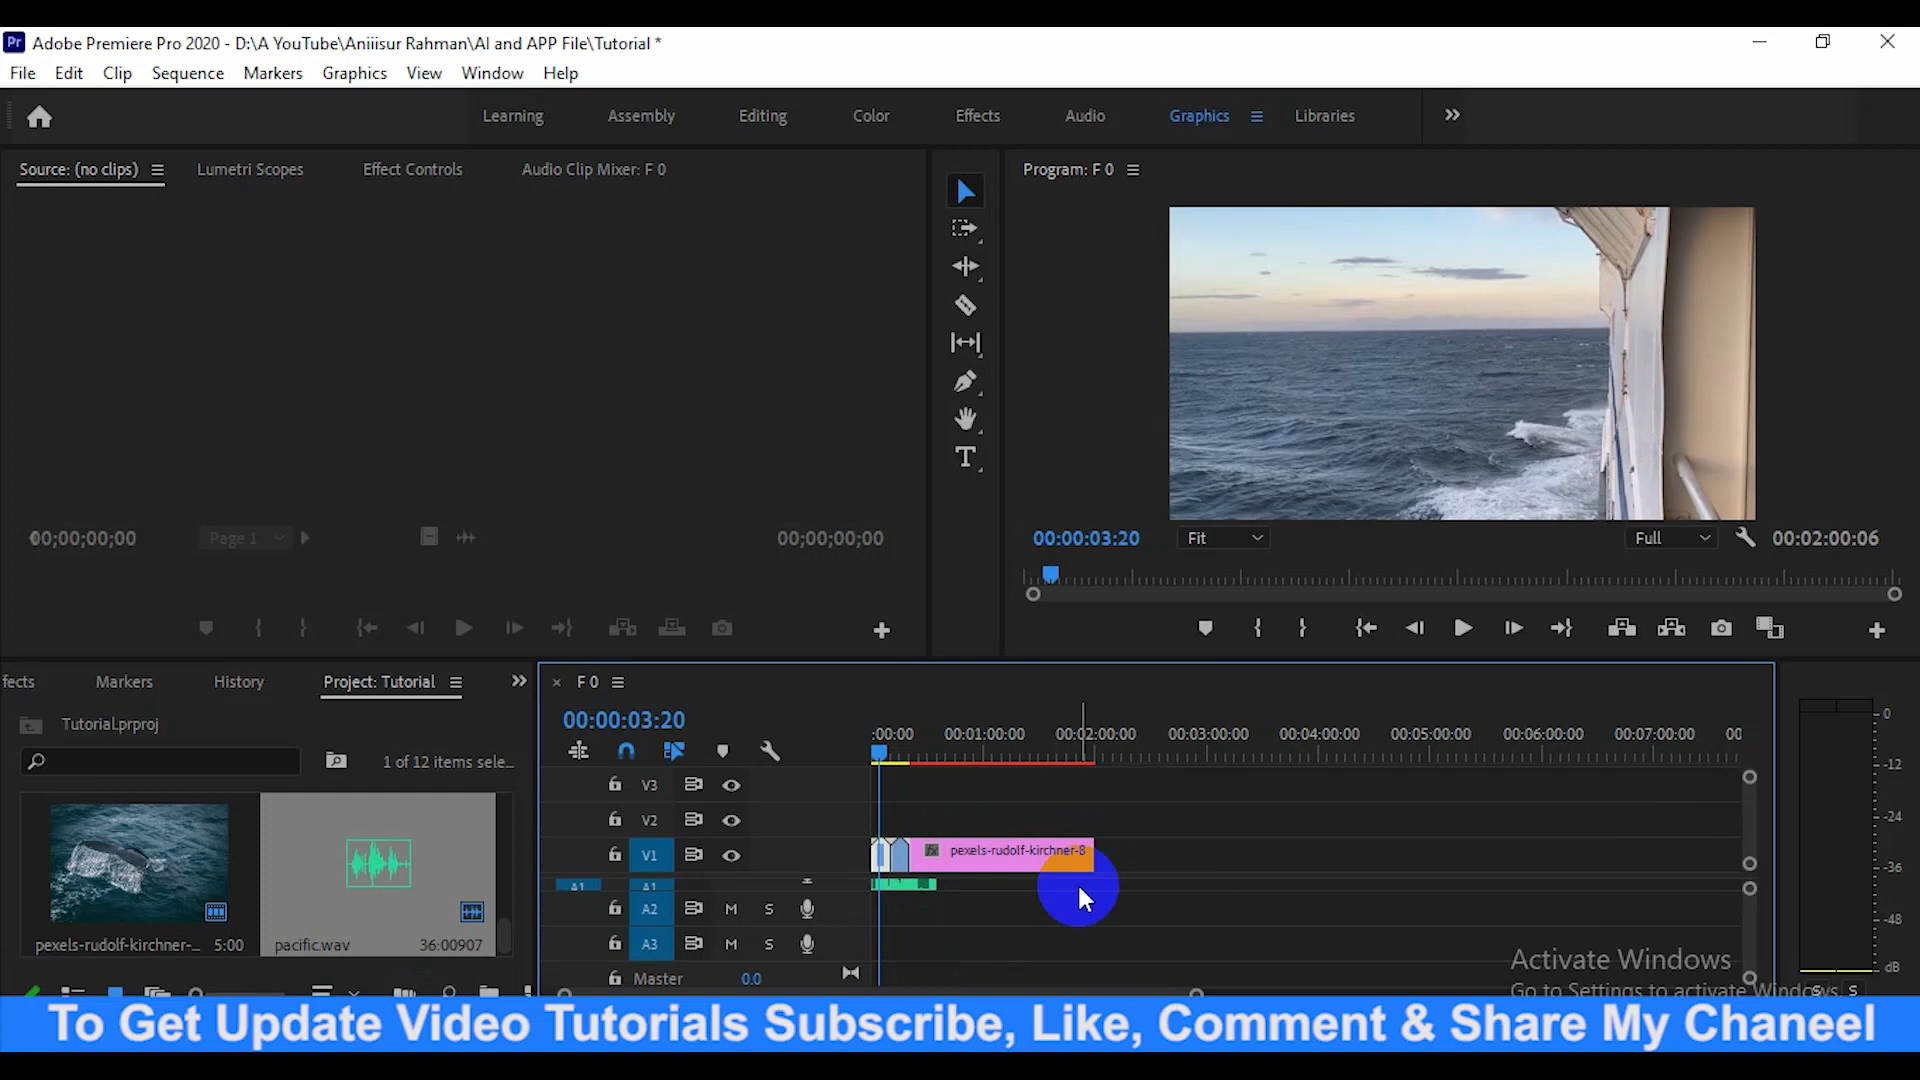 Pr Adobe Premiere Pro 2020 - D:\A YouTube\Aniiisur Rahman\AI and APP File\Tutorial *
File Edit Clip Sequence Markers Graphics View Window Help
Learning Assembly Editing Color Effects Audio Graphics Libraries
Source: (no clips) Lumetri Scopes Effect Controls Audio Clip Mixer: F 0
Program: F 0
00;00;00;00 Page 1 00;00;00;00
00:00:03:20 Fit Full 00:02:00:06
fects Markers History Project: Tutorial
Tutorial.prproj
1 of 12 items sele...
pexels-rudolf-kirchner-... 5:00
pacific.wav 36:00907
F 0
00:00:03:20
:00:00 00:01:00:00 00:02:00:00 00:03:00:00 00:04:00:00 00:05:00:00 00:06:00:00 00:07:00:00 00
V3
V2
V1 fx pexels-rudolf-kirchner-8
A1 A1
A2 M S
A3 M S
Master 0.0
0
-12
-24
-36
-48
dB
S S
Activate Windows
Go to Settings to activate Windows.
To Get Update Video Tutorials Subscribe, Like, Comment & Share My Chaneel